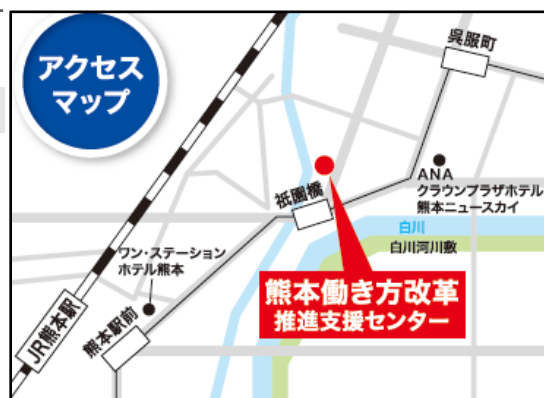 アクセス
マップ
呉服町
ANA
クラウンプラザホテル
熊本ニュースカイ
祇園橋
白川
白川河川敷
ワン・ステーション
ホテル熊本
熊本働き方改革
推進支援センター
JR熊本駅
熊本駅前